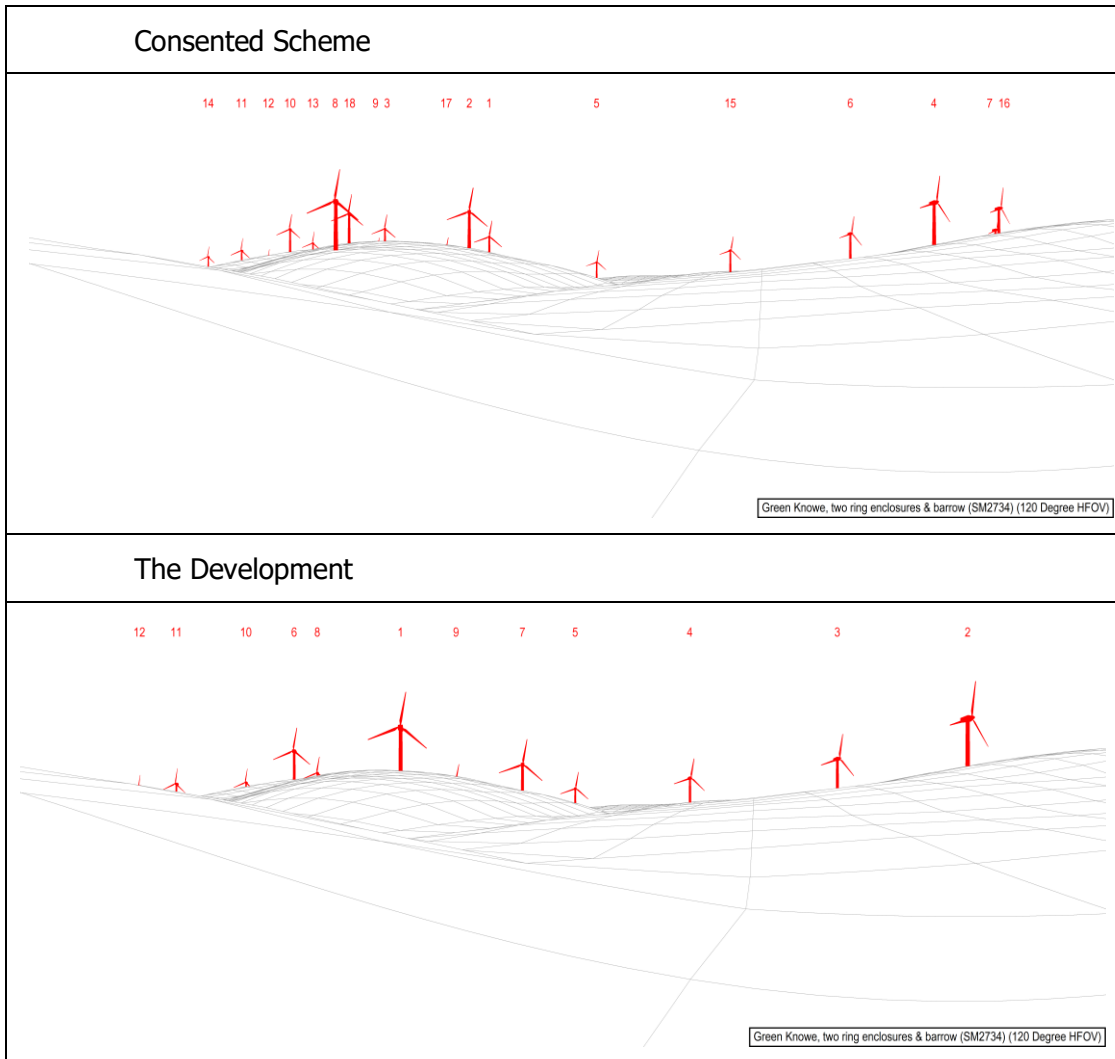 Consented Scheme
14 11 12 10 13 8 18 9 3 17 2 1 5 15 6 4 7 16
Green Knowe, two ring enclosures & barrow (SM2734) (120 Degree HFOV)
The Development
12 11 10 6 8 1 9 7 5 4 3 2
Green Knowe, two ring enclosures & barrow (SM2734) (120 Degree HFOV)